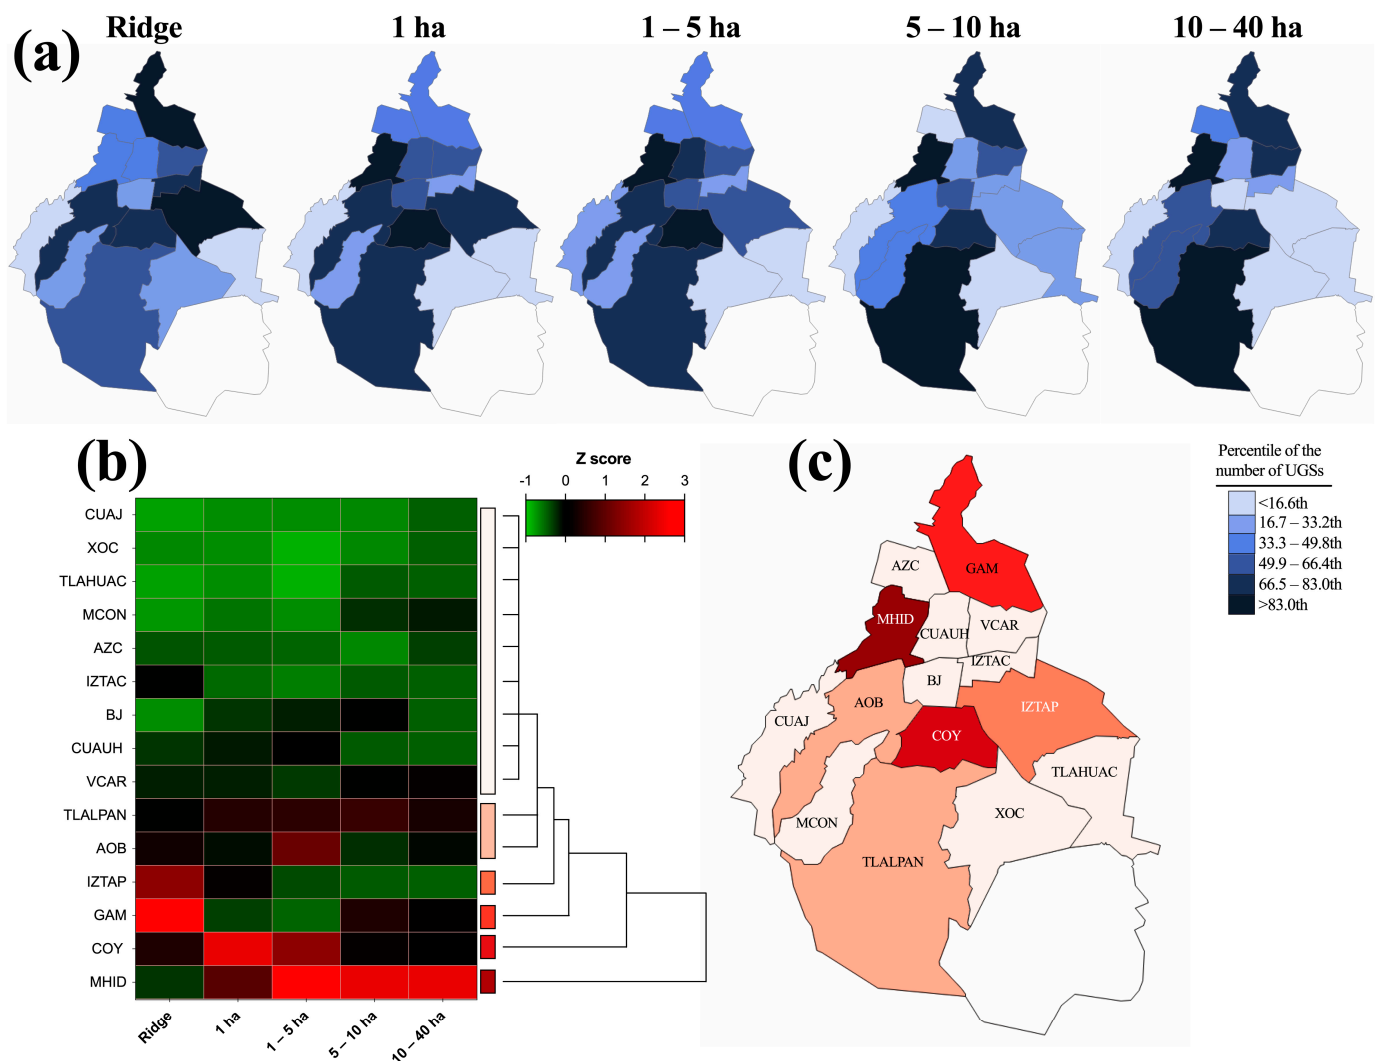 (a)
Ridge
1 ha
1 – 5 ha
5 – 10 ha
10 – 40 ha
(b)
Z score
-1 0 1 2 3
CUAJ
XOC
TLAHUAC
MCON
AZC
IZTAC
BJ
CUAUH
VCAR
TLALPAN
AOB
IZTAP
GAM
COY
MHID
Ridge
1 ha
1 – 5 ha
5 – 10 ha
10 – 40 ha
(c)
AZC
GAM
MHID
CUAUH
VCAR
IZTAC
BJ
AOB
IZTAP
CUAJ
COY
TLAHUAC
XOC
MCON
TLALPAN
Percentile of the
number of UGSs
<16.6th
16.7 – 33.2th
33.3 – 49.8th
49.9 – 66.4th
66.5 – 83.0th
>83.0th